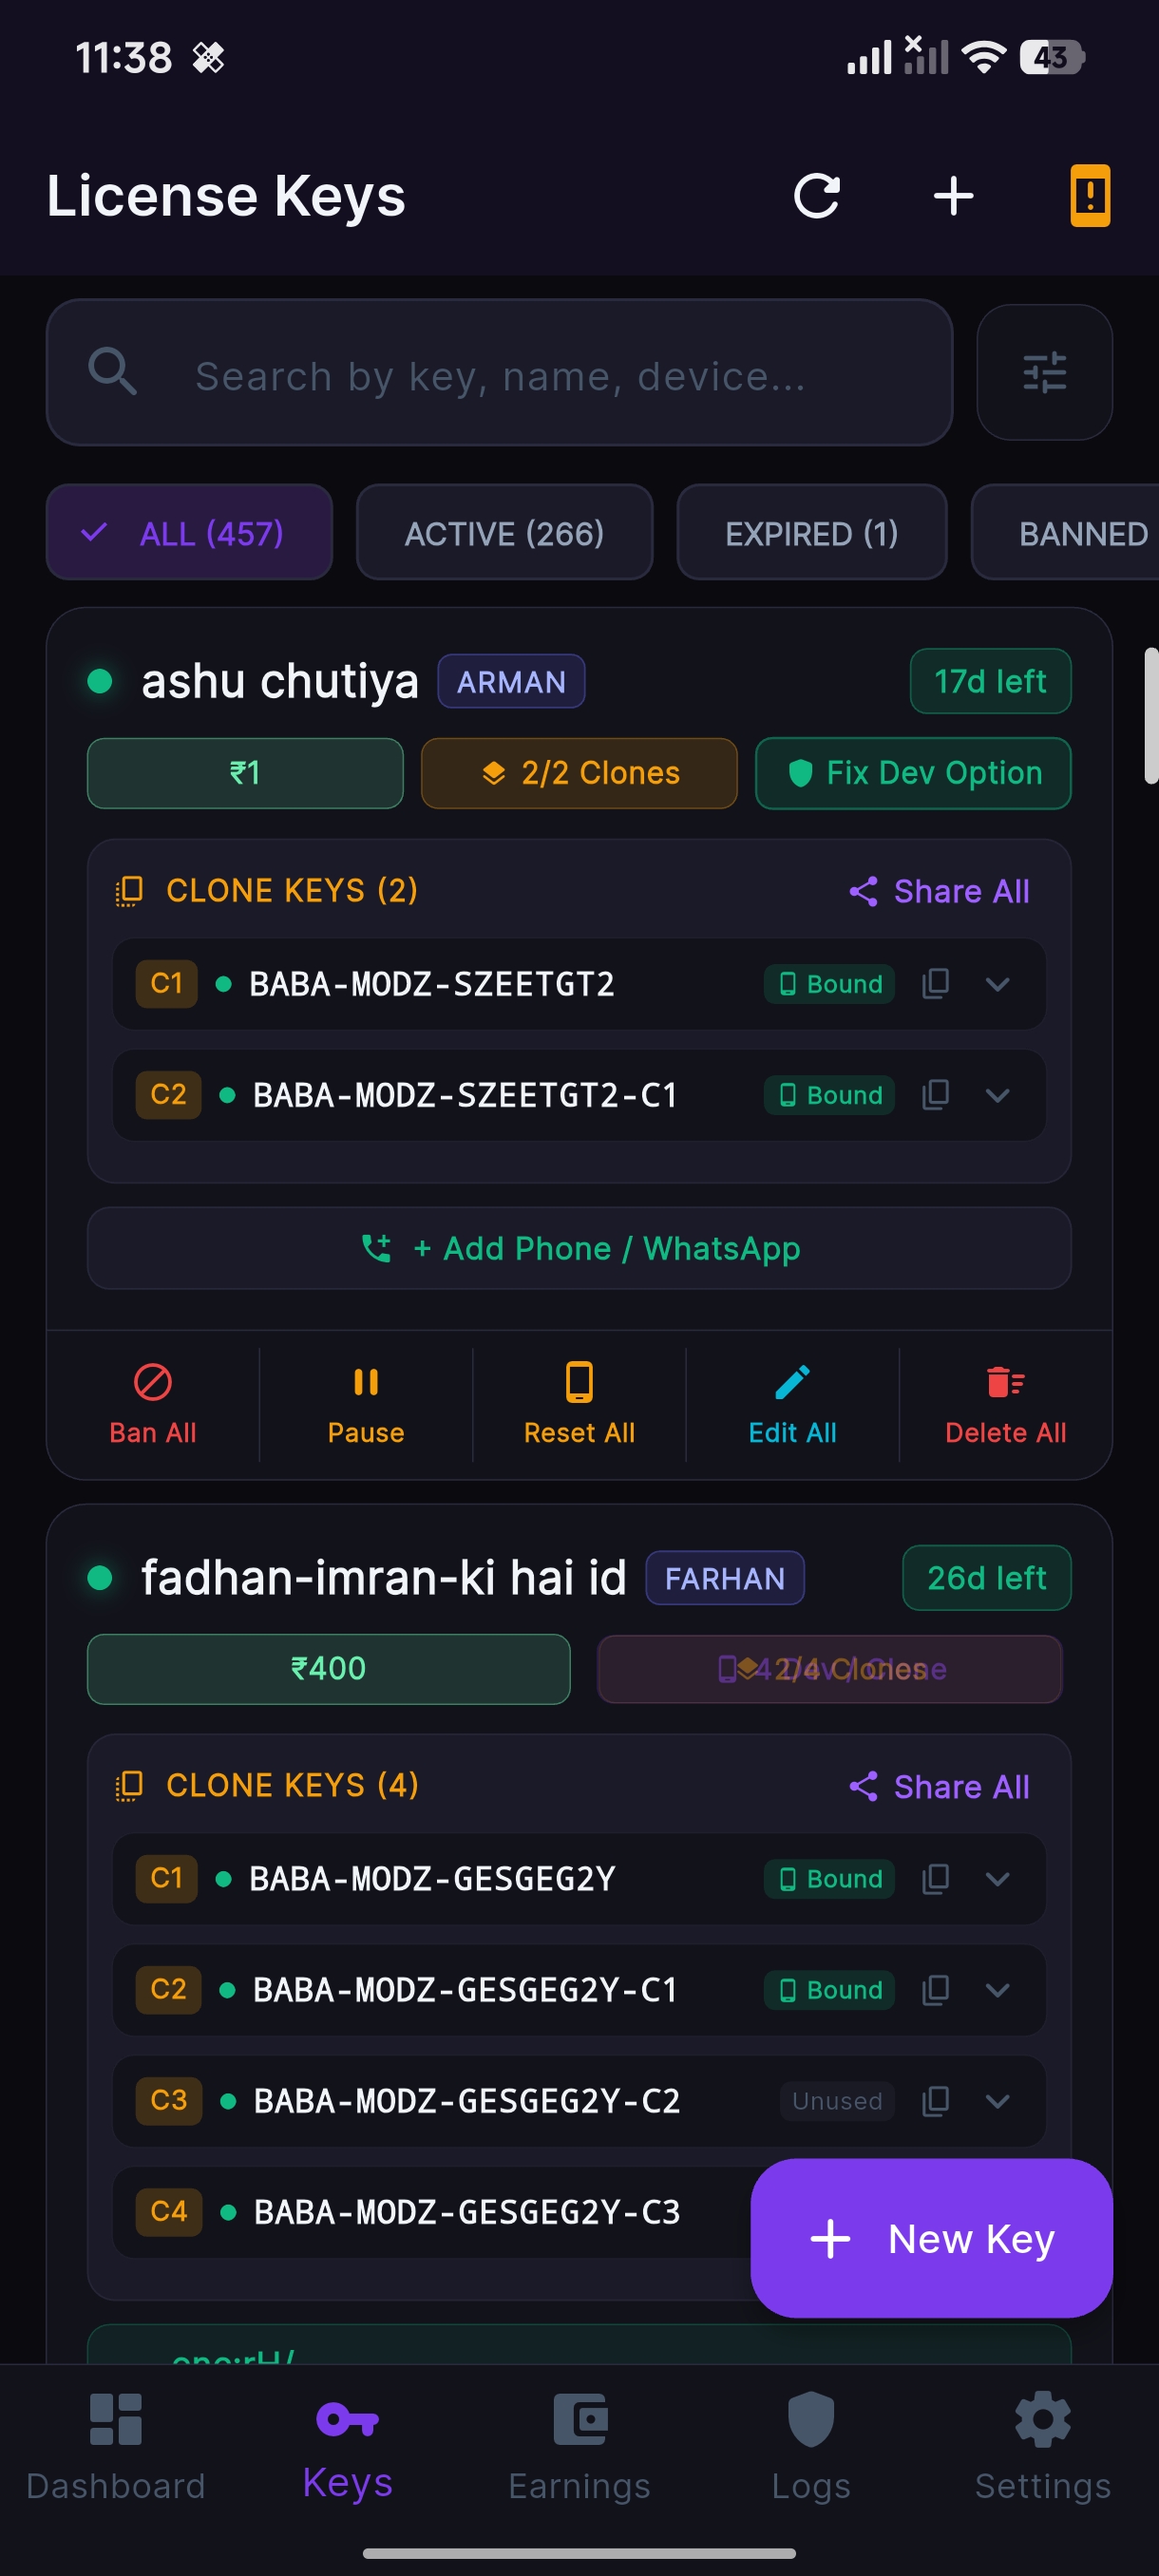 11:38
43
License Keys
Search by key, name, device...
ALL (457)
ACTIVE (266)
EXPIRED (1)
BANNED
ashu chutiya
ARMAN
17d left
₹1
2/2 Clones
Fix Dev Option
CLONE KEYS (2)
Share All
C1 BABA-MODZ-SZEETGT2 Bound
C2 BABA-MODZ-SZEETGT2-C1 Bound
+ Add Phone / WhatsApp
Ban All
Pause
Reset All
Edit All
Delete All
fadhan-imran-ki hai id
FARHAN
26d left
₹400
2/4 Clones
CLONE KEYS (4)
Share All
C1 BABA-MODZ-GESGEG2Y Bound
C2 BABA-MODZ-GESGEG2Y-C1 Bound
C3 BABA-MODZ-GESGEG2Y-C2 Unused
C4 BABA-MODZ-GESGEG2Y-C3
New Key
Dashboard
Keys
Earnings
Logs
Settings